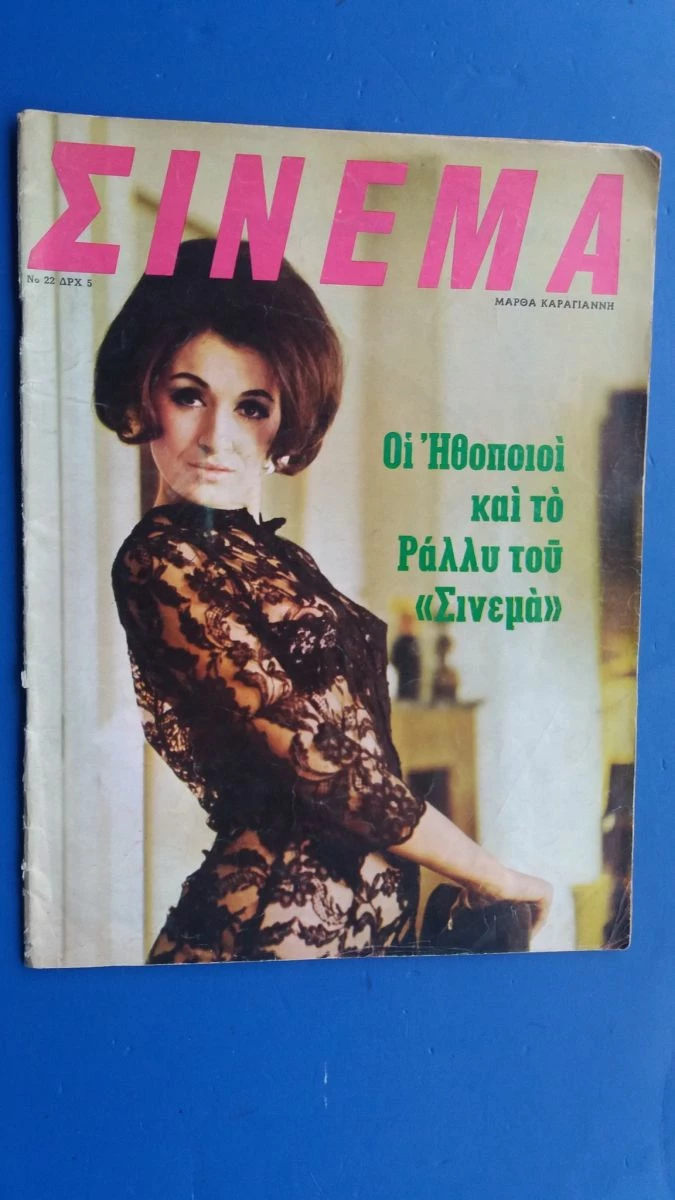 ΣΙΝΕΜΑ
Νο 22 ΔΡΧ 5
ΜΑΡΘΑ ΚΑΡΑΓΙΑΝΝΗ
Οἱ Ἠθοποιοὶ
καὶ τὸ
Ράλλυ τοῦ
«Σινεμὰ»